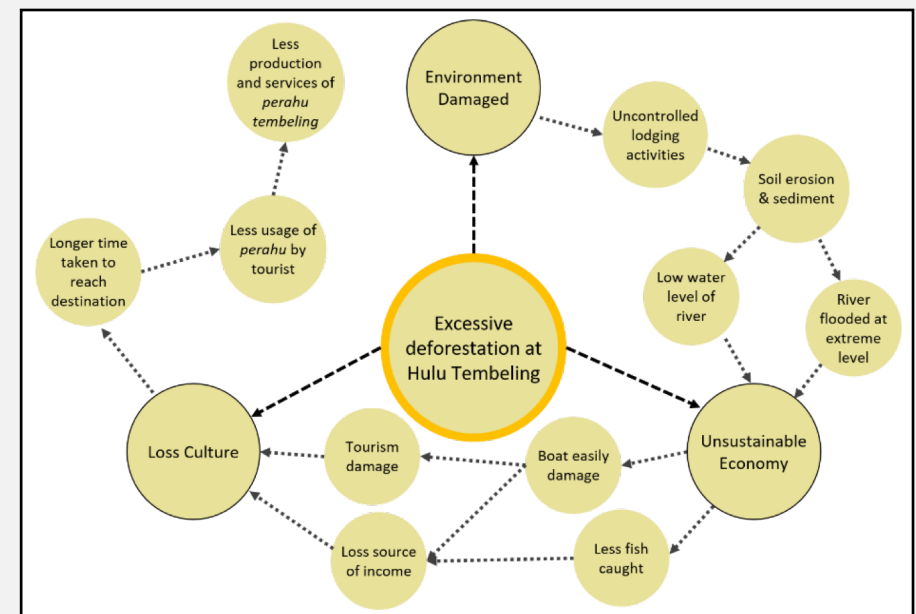 Less
production
and services of
perahu
tembeling
Environment
Damaged
Uncontrolled
lodging
activities
Soil erosion
& sediment
Longer time
taken to
reach
destination
Less usage of
perahu by
tourist
Low water
level of
river
River
flooded at
extreme
level
Excessive
deforestation at
Hulu Tembeling
Loss Culture
Tourism
damage
Boat easily
damage
Unsustainable
Economy
Loss source
of income
Less fish
caught